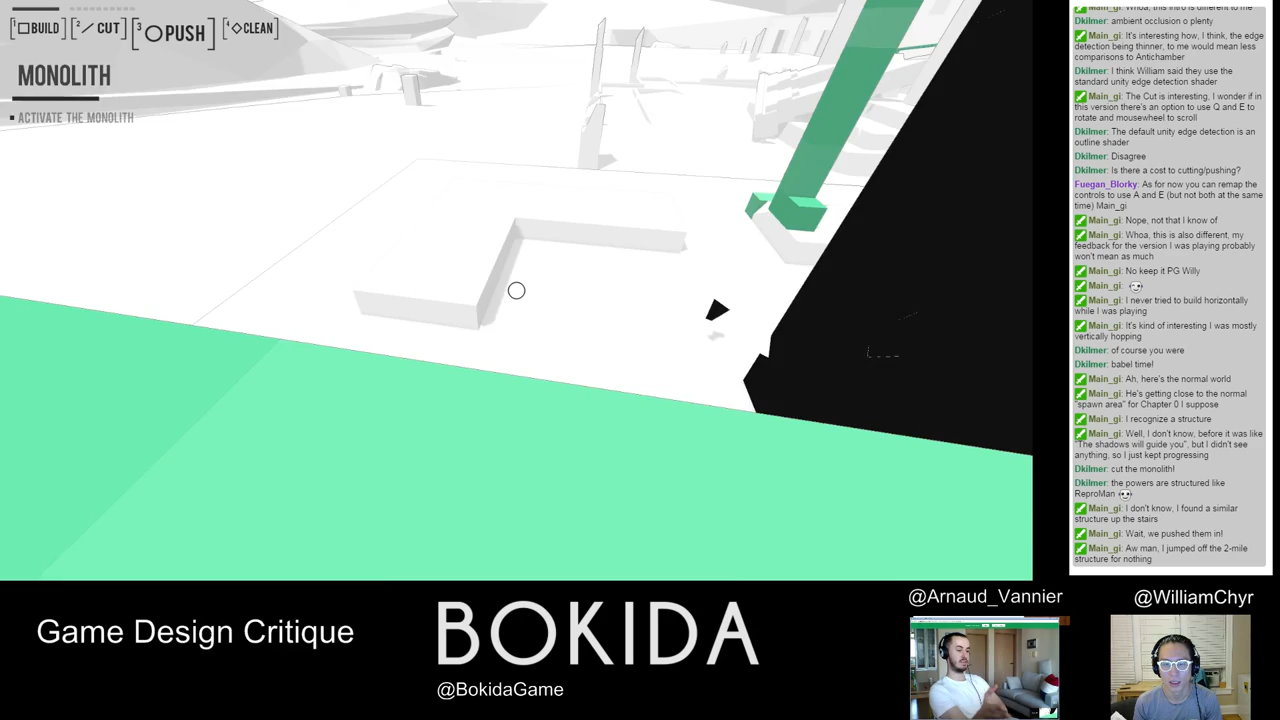 [¹□BUILD] [²/ CUT] [³○PUSH] [⁴◇CLEAN]
MONOLITH
ACTIVATE THE MONOLITH
Main_gi: Whoa, this intro is different to me
Dkilmer: ambient occlusion o plenty
Main_gi: It's interesting how, I think, the edge
detection being thinner, to me would mean less
comparisons to Antichamber
Dkilmer: I think William said they use the
standard unity edge detection shader
Main_gi: The Cut is interesting, I wonder if in
this version there's an option to use Q and E to
rotate and mousewheel to scroll
Dkilmer: The default unity edge detection is an
outline shader
Dkilmer: Disagree
Dkilmer: Is there a cost to cutting/pushing?
Fuegan_Blorky: As for now you can remap the
controls to use A and E (but not both at the same
time) Main_gi
Main_gi: Nope, not that I know of
Main_gi: Whoa, this is also different, my
feedback for the version I was playing probably
won't mean as much
Main_gi: No keep it PG Willy
Main_gi:
Main_gi: I never tried to build horizontally
while I was playing
Main_gi: It's kind of interesting I was mostly
vertically hopping
Dkilmer: of course you were
Dkilmer: babel time!
Main_gi: Ah, here's the normal world
Main_gi: He's getting close to the normal
"spawn area" for Chapter 0 I suppose
Main_gi: I recognize a structure
Main_gi: Well, I don't know, before it was like
"The shadows will guide you", but I didn't see
anything, so I just kept progressing
Dkilmer: cut the monolith!
Dkilmer: the powers are structured like
ReproMan
Main_gi: I don't know, I found a similar
structure up the stairs
Main_gi: Wait, we pushed them in!
Main_gi: Aw man, I jumped off the 2-mile
structure for nothing
Game Design Critique
BOKIDA
@BokidaGame
@Arnaud_Vannier
@WilliamChyr